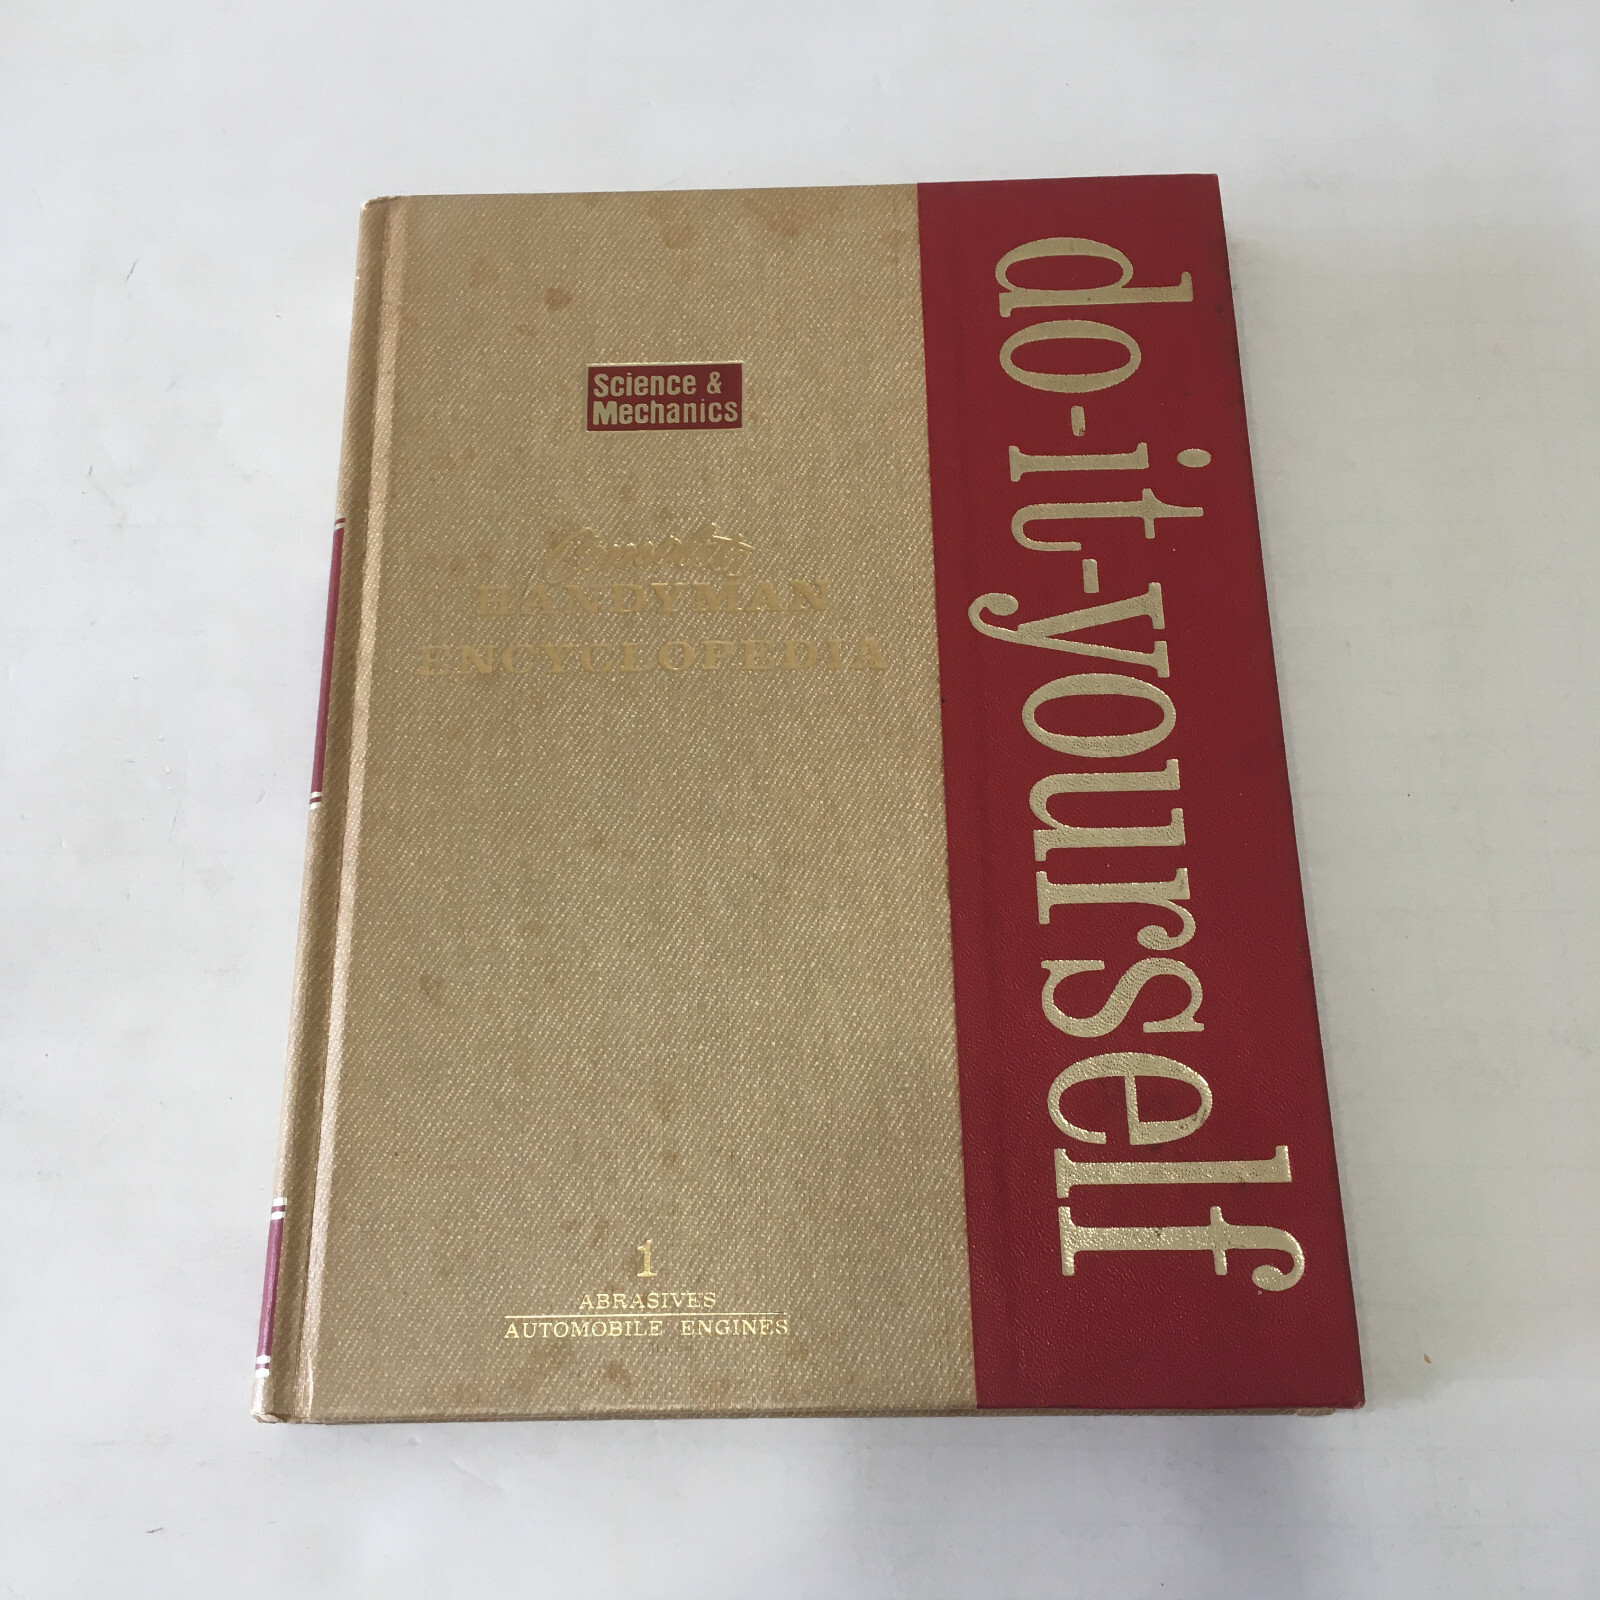 Science &
Mechanics
Complete
HANDYMAN
ENCYCLOPEDIA
1
ABRASIVES
AUTOMOBILE ENGINES
do-it-yourself